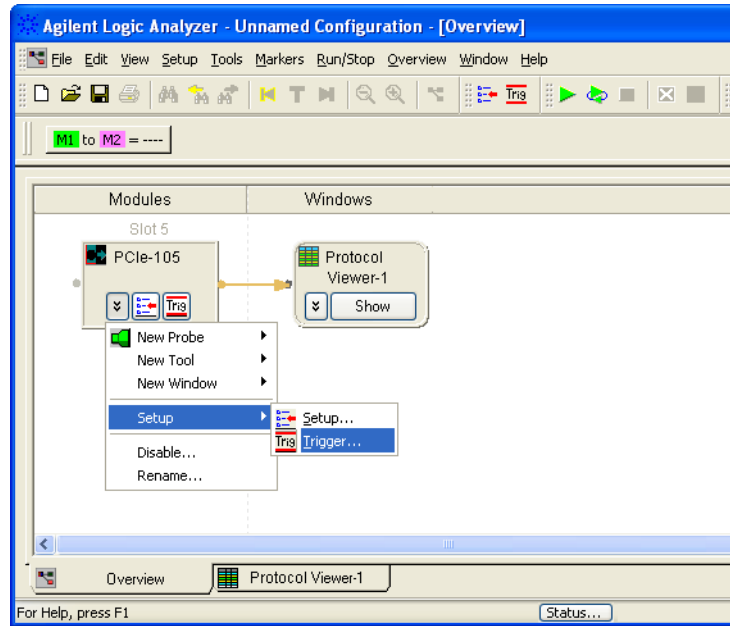 Agilent Logic Analyzer - Unnamed Configuration - [Overview]
File Edit View Setup Tools Markers Run/Stop Overview Window Help
T Trig
M1 to M2 = ----
Modules Windows
Slot 5
PCIe-105
Protocol
Viewer-1
Trig
Show
New Probe
New Tool
New Window
Setup
Setup...
Trig Trigger...
Disable...
Rename...
Overview Protocol Viewer-1
For Help, press F1 Status...